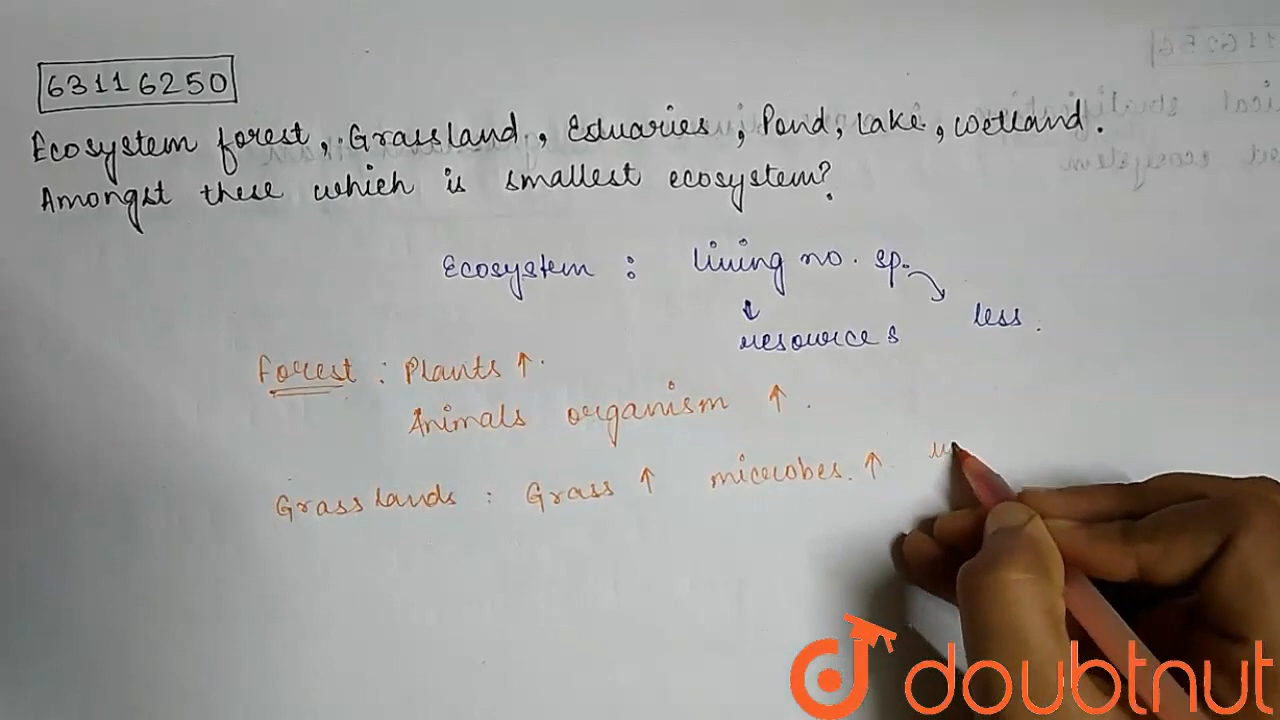 63116250
Ecosystem forest, Grassland, Estuaries, Pond, Lake, Wetland.
Amongst these which is smallest ecosystem?
Ecosystem : living no. sp.
↓ resources less.
Forest : Plants ↑.
Animals organism ↑.
Grasslands : Grass ↑ microbes. ↑
doubtnut